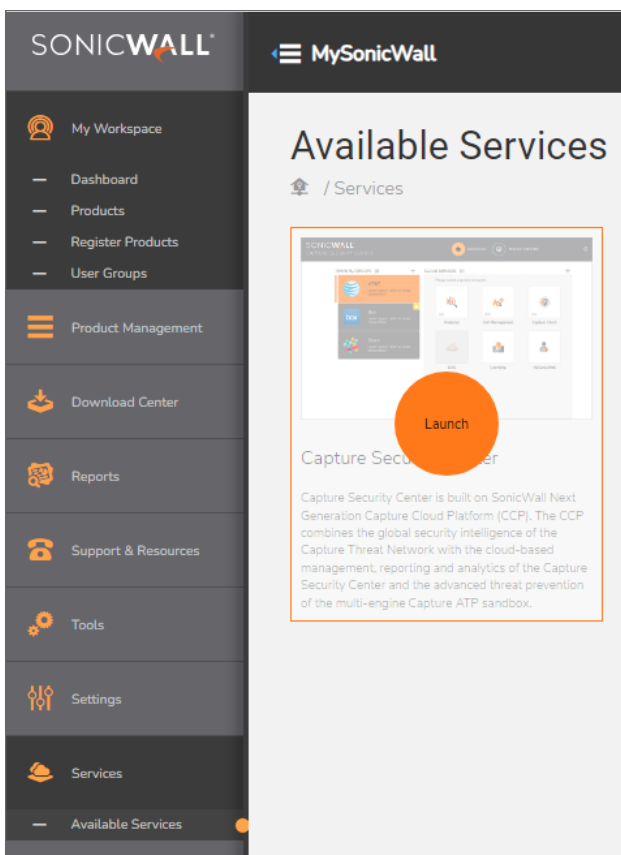 SONICWALL
MySonicWall
My Workspace
Dashboard
Products
Register Products
User Groups
Product Management
Download Center
Reports
Support & Resources
Tools
Settings
Services
Available Services
Available Services
/ Services
SONICWALL
Launch
Capture Secu er
Capture Security Center is built on SonicWall Next
Generation Capture Cloud Platform (CCP). The CCP
combines the global security intelligence of the
Capture Threat Network with the cloud-based
management, reporting and analytics of the Capture
Security Center and the advanced threat prevention
of the multi-engine Capture ATP sandbox.